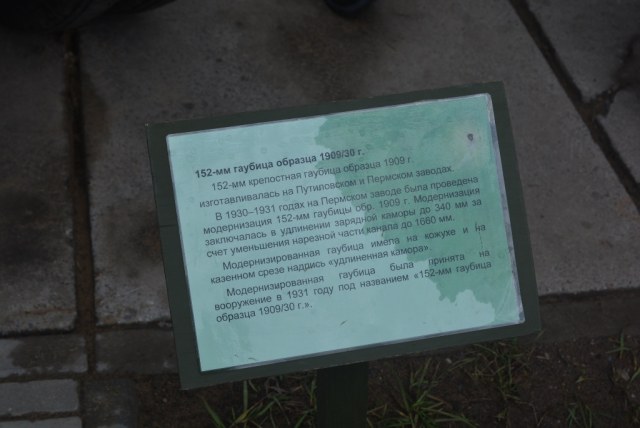 152-мм гаубица образца 1909/30 г.
152-мм крепостная гаубица образца 1909 г.
изготавливалась на Путиловском и Пермском заводах.
В 1930-1931 годах на Пермском заводе была проведена
модернизация 152-мм гаубицы обр. 1909 г. Модернизация
заключалась в удлинении зарядной каморы до 340 мм за
счет уменьшения нарезной части канала до 1660 мм.
Модернизированная гаубица имела на кожухе и на
казенном срезе надпись «удлиненная камора».
Модернизированная гаубица была принята на
вооружение в 1931 году под названием «152-мм гаубица
образца 1909/30 г.».